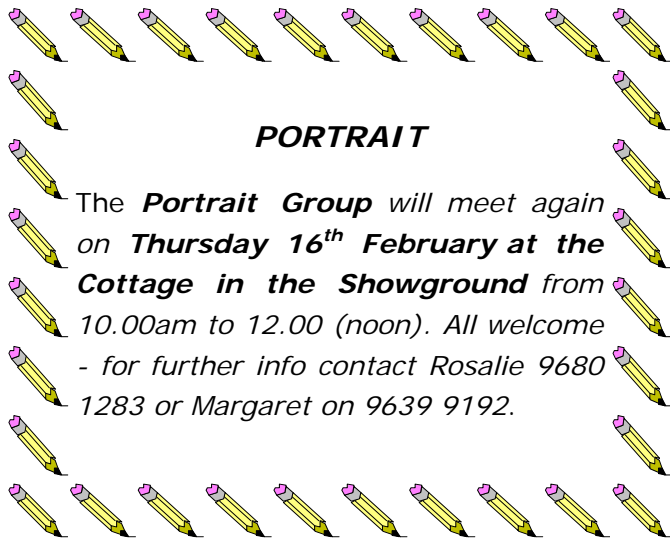 PORTRAIT
The Portrait Group will meet again
on Thursday 16th February at the
Cottage in the Showground from
10.00am to 12.00 (noon). All welcome
- for further info contact Rosalie 9680
1283 or Margaret on 9639 9192.